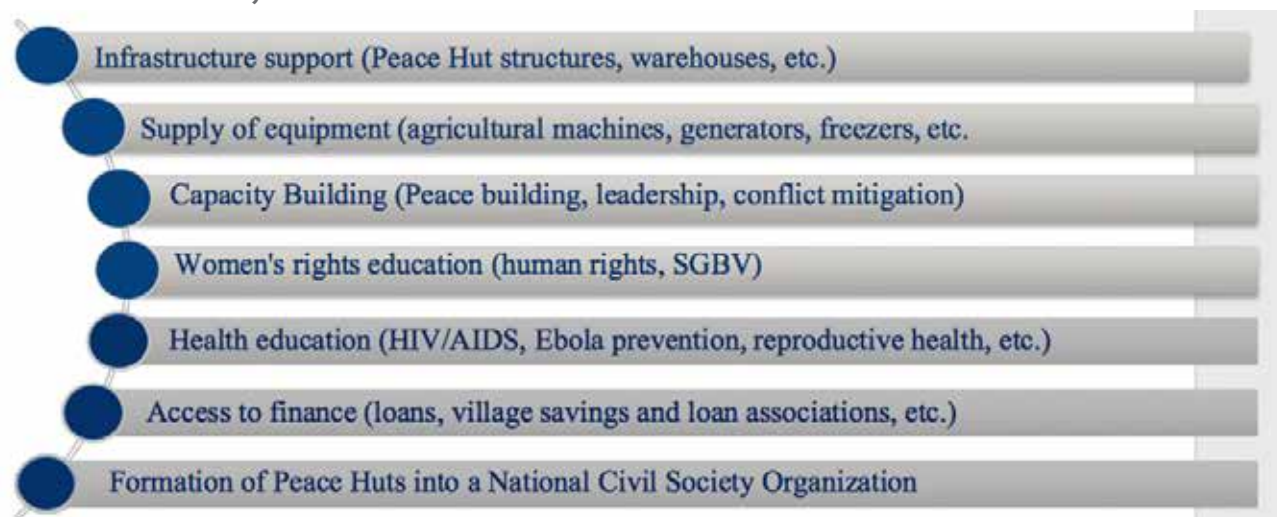 Infrastructure support (Peace Hut structures, warehouses, etc.)
Supply of equipment (agricultural machines, generators, freezers, etc.
Capacity Building (Peace building, leadership, conflict mitigation)
Women's rights education (human rights, SGBV)
Health education (HIV/AIDS, Ebola prevention, reproductive health, etc.)
Access to finance (loans, village savings and loan associations, etc.)
Formation of Peace Huts into a National Civil Society Organization